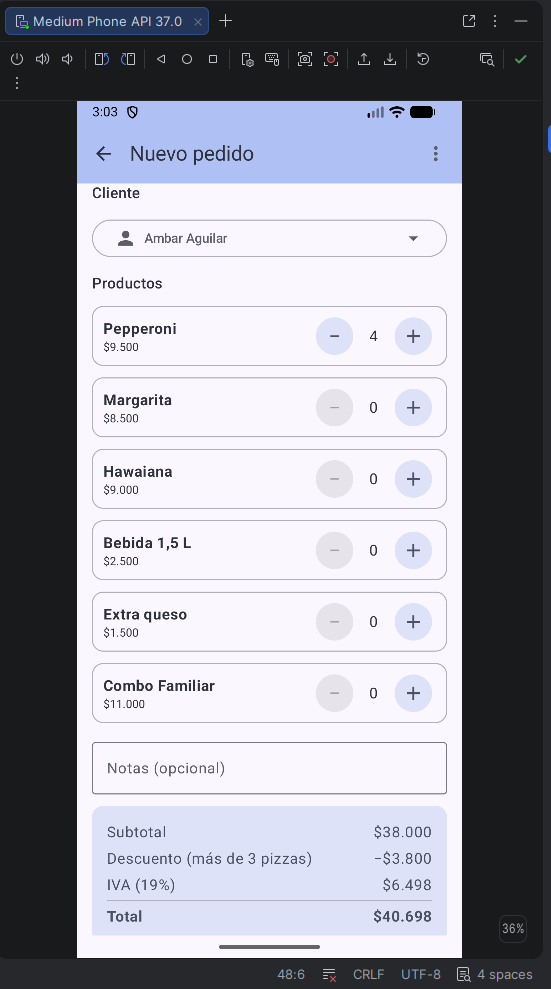 Medium Phone API 37.0
3:03
Nuevo pedido
Cliente
Ambar Aguilar
Productos
Pepperoni
$9.500
− 4 +
Margarita
$8.500
− 0 +
Hawaiana
$9.000
− 0 +
Bebida 1,5 L
$2.500
− 0 +
Extra queso
$1.500
− 0 +
Combo Familiar
$11.000
− 0 +
Notas (opcional)
Subtotal $38.000
Descuento (más de 3 pizzas) −$3.800
IVA (19%) $6.498
Total $40.698
36%
48:6 CRLF UTF-8 4 spaces